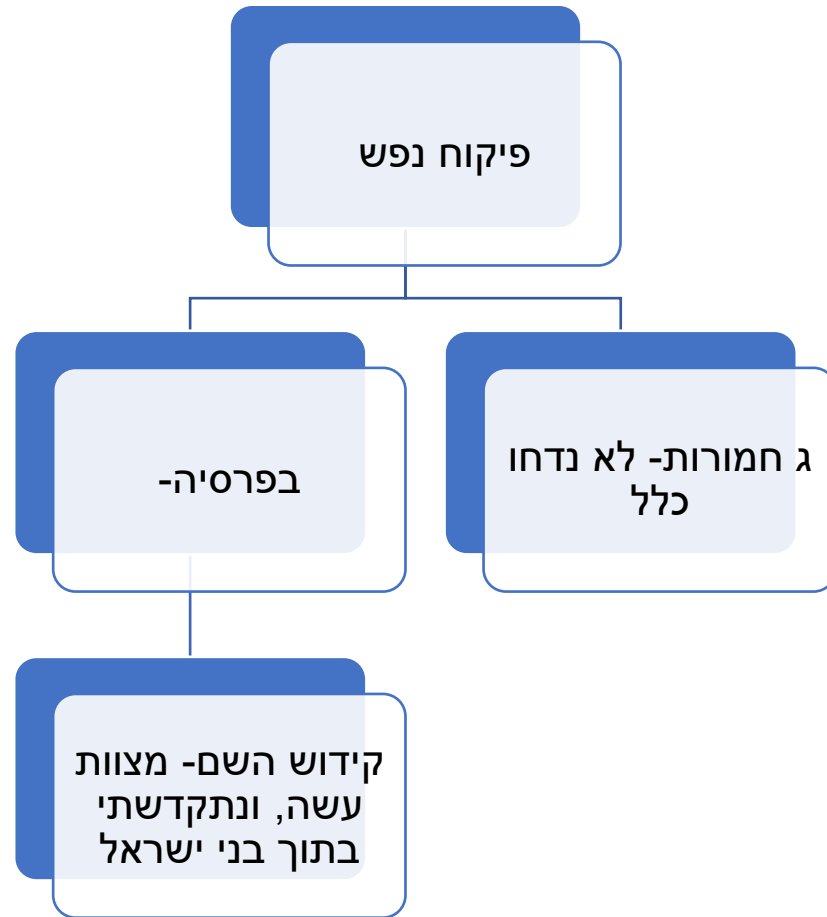 פיקוח נפש
ג חמורות- לא נדחו
כלל
בפרסיה-
קידוש השם- מצוות
עשה, ונתקדשתי
בתוך בני ישראל